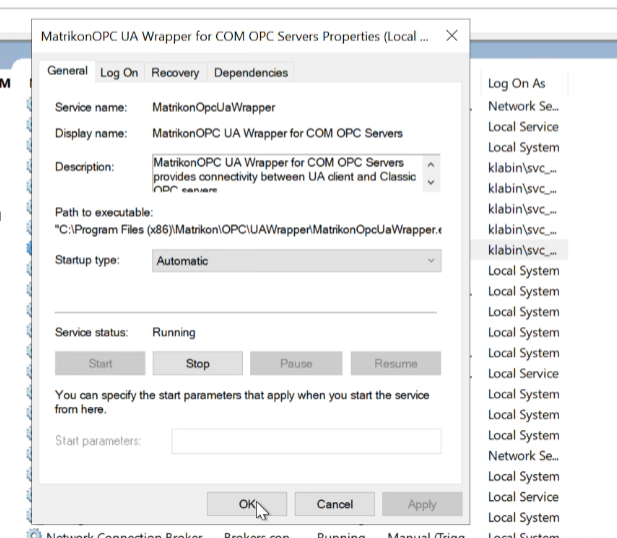 MatrikonOPC UA Wrapper for COM OPC Servers Properties (Local ...
General Log On Recovery Dependencies
Service name: MatrikonOpcUaWrapper
Display name: MatrikonOPC UA Wrapper for COM OPC Servers
Description: MatrikonOPC UA Wrapper for COM OPC Servers
provides connectivity between UA client and Classic
OPC servers
Path to executable:
"C:\Program Files (x86)\Matrikon\OPC\UAWrapper\MatrikonOpcUaWrapper.e
Startup type: Automatic
Service status: Running
Start Stop Pause Resume
You can specify the start parameters that apply when you start the service
from here.
Start parameters:
OK Cancel Apply
M
Log On As
Network Se...
Local Service
Local System
klabin\svc_...
klabin\svc_...
klabin\svc_...
klabin\svc_...
klabin\svc_...
Local System
Local System
Local System
Local System
Local System
Local Service
Local System
Local System
Local System
Network Se...
Local System
Local Service
Local System
Network Connection Broker Brokers con... Running Manual (Trigg... Local System